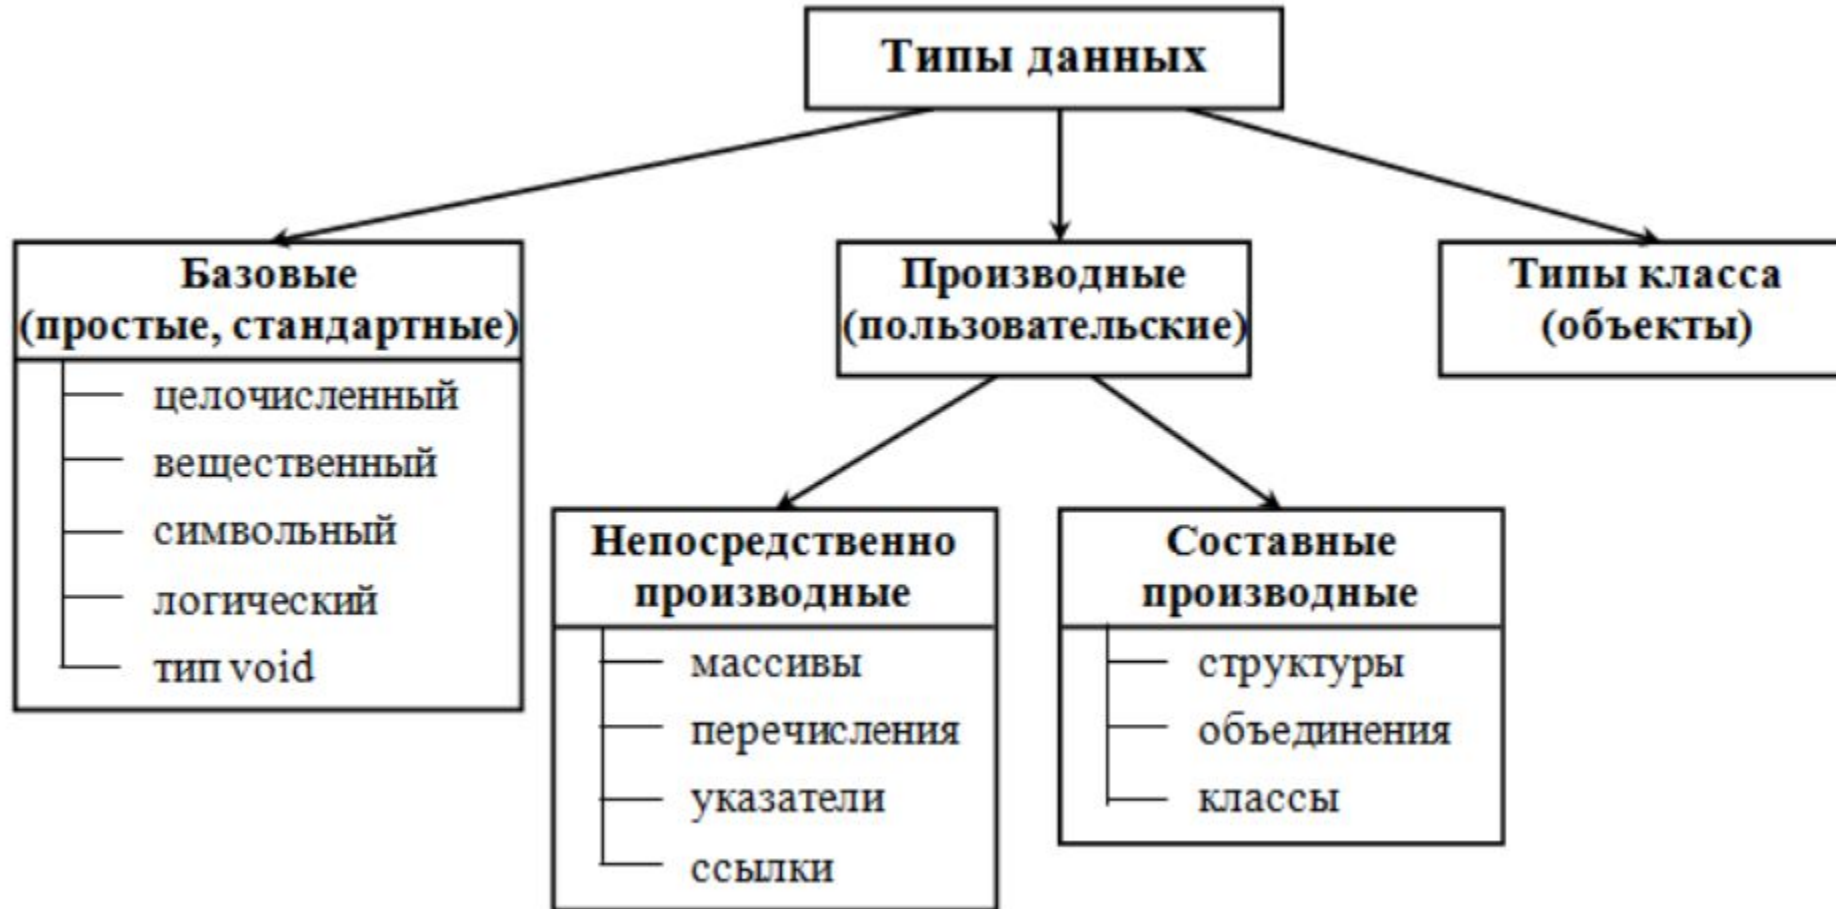 Типы данных
Базовые
(простые, стандартные)
целочисленный
вещественный
символьный
логический
тип void
Производные
(пользовательские)
Типы класса
(объекты)
Непосредственно
производные
массивы
перечисления
указатели
ссылки
Составные
производные
структуры
объединения
классы